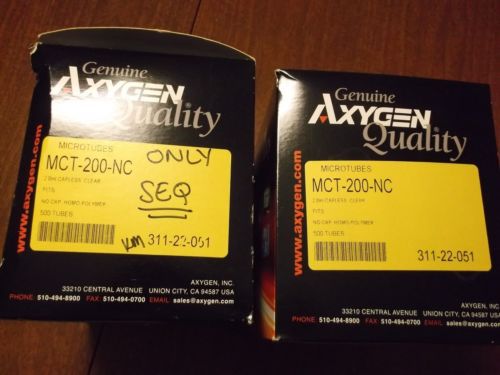 Genuine
AXYGEN
Quality
www.axygen.com
MICROTUBES
MCT-200-NC
ONLY
SEQ
2.0ml CAPLESS CLEAR
FITS
NO CAP, HOMO-POLYMER
500 TUBES
KM
311-22-051
AXYGEN, INC.
33210 CENTRAL AVENUE UNION CITY, CA 94587 USA
PHONE 510-494-8900 FAX 510-494-0700 EMAIL sales@axygen.com
Genuine
AXYGEN
Quality
www.axygen.com
MICROTUBES
MCT-200-NC
2.0ml CAPLESS CLEAR
FITS
NO CAP, HOMO-POLYMER
500 TUBES
311-22-051
AXYGEN, INC.
33210 CENTRAL AVENUE UNION CITY, CA 94587 USA
PHONE 510-494-8900 FAX 510-494-0700 EMAIL sales@axygen.com